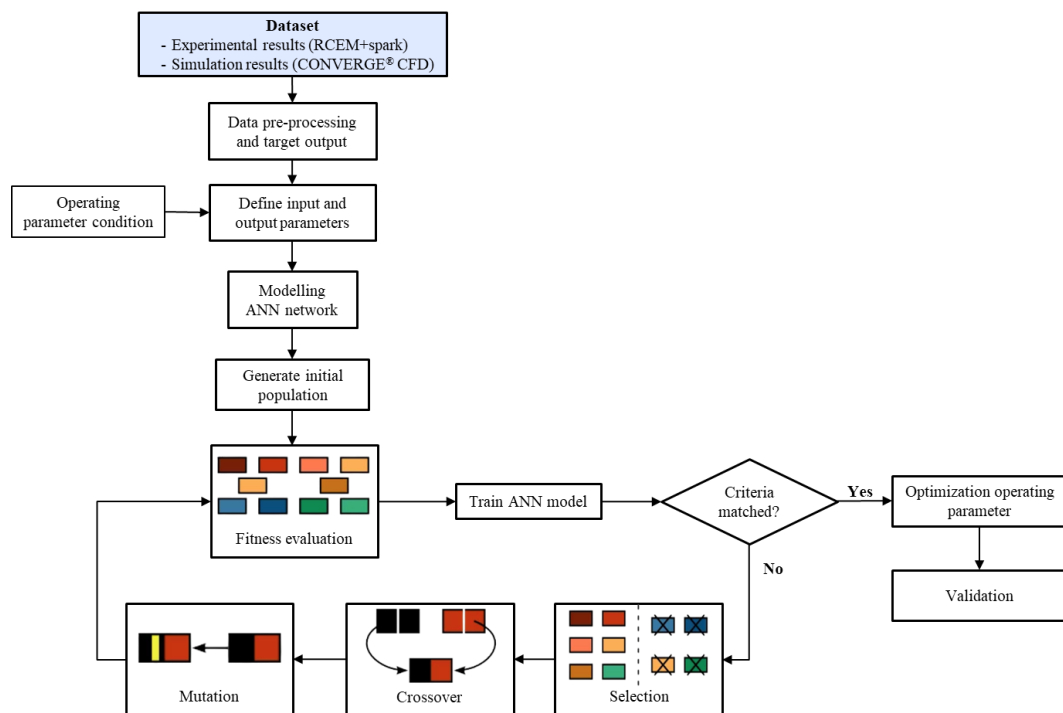 Dataset
- Experimental results (RCEM+spark)
- Simulation results (CONVERGE® CFD)
Data pre-processing
and target output
Operating
parameter condition
Define input and
output parameters
Modelling
ANN network
Generate initial
population
Fitness evaluation
Train ANN model
Criteria
matched?
Yes
Optimization operating
parameter
No
Validation
Mutation
Crossover
Selection